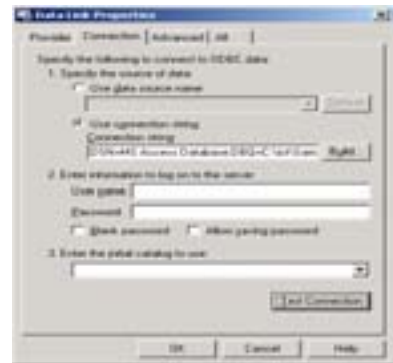 Data Link Properties
Provider Connection Advanced All
Specify the following to connect to ODBC data:
1. Specify the source of data:
Use data source name
Refresh
Use connection string
Connection string:
Build...
2. Enter information to log on to the server
User name:
Password:
Blank password Allow saving password
3. Enter the initial catalog to use:
Test Connection
OK Cancel Help